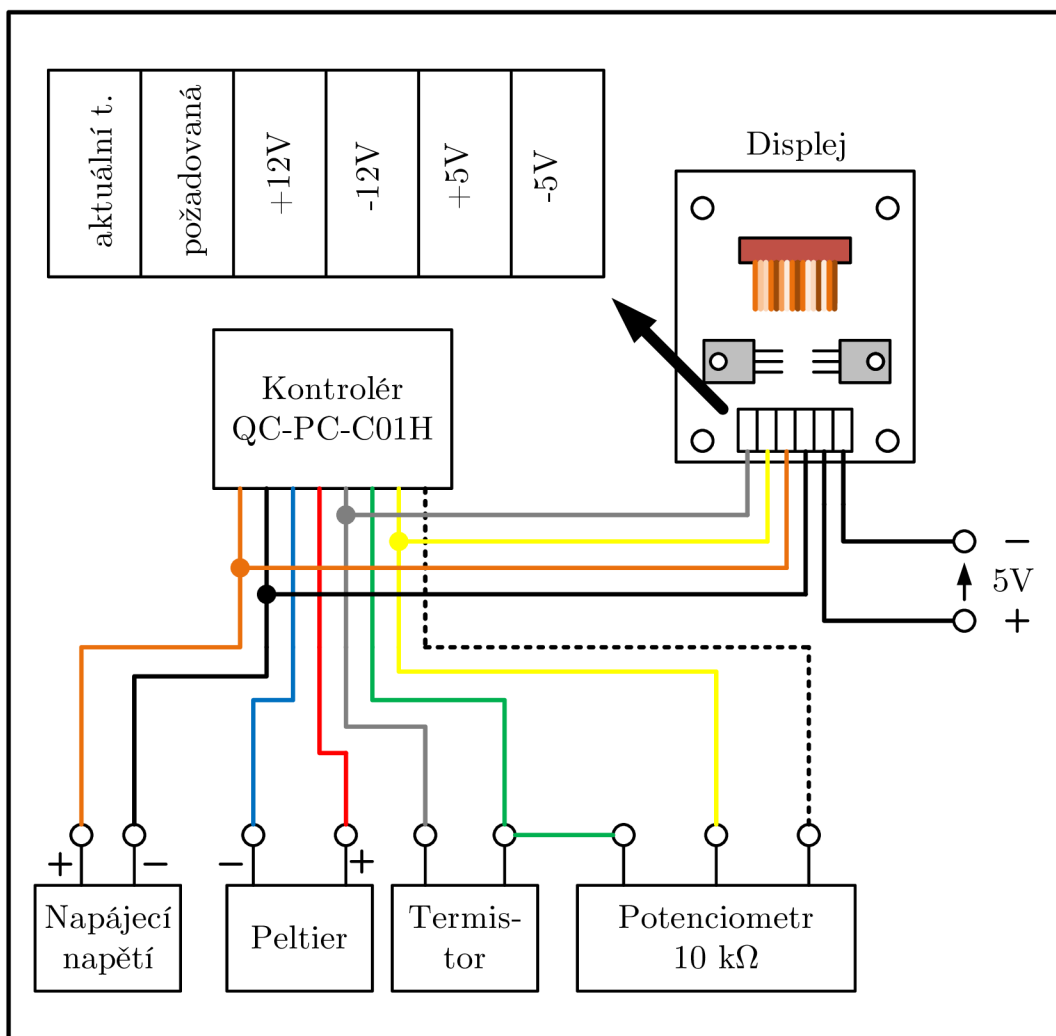 aktuální t.
požadovaná
+12V
-12V
+5V
-5V
Displej
Kontrolér
QC-PC-C01H
−
5V
+
+
−
−
+
Napájecí
napětí
Peltier
Termis-
tor
Potenciometr
10 kΩ